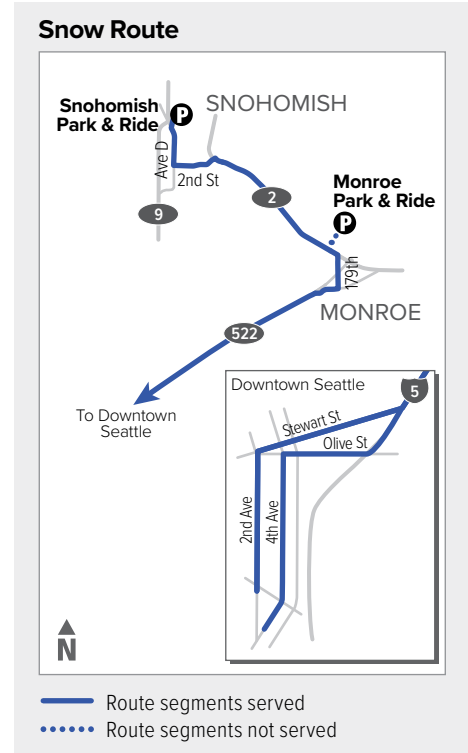 Snow Route
Snohomish
Park & Ride
P
SNOHOMISH
Ave D
2nd St
9
2
Monroe
Park & Ride
P
179th
MONROE
522
To Downtown
Seattle
Downtown Seattle
5
Stewart St
Olive St
2nd Ave
4th Ave
N
Route segments served
Route segments not served